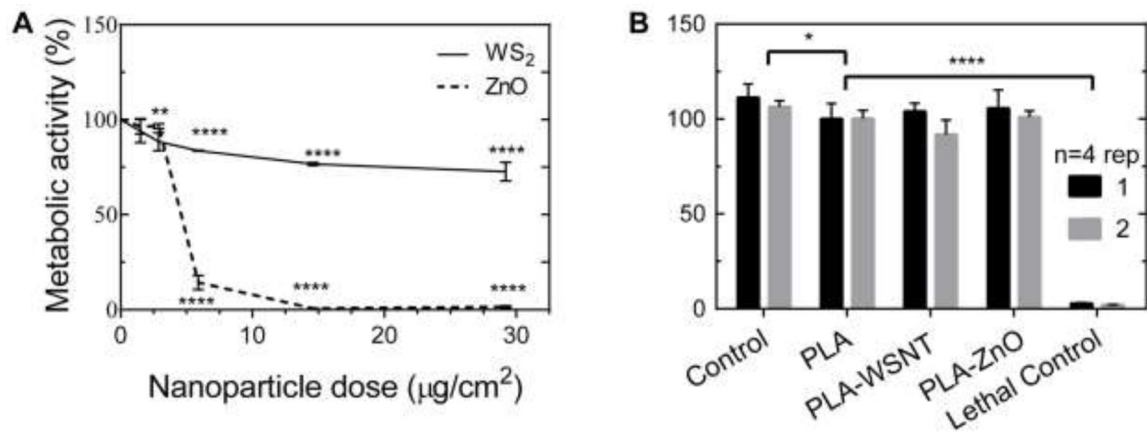 A
Metabolic activity (%)
150
100
50
0
WS2
ZnO
**
****
****
****
****
****
****
0 10 20 30
Nanoparticle dose (μg/cm2)
B
150
100
50
0
*
****
n=4 rep
1
2
Control
PLA
PLA-WSNT
PLA-ZnO
Lethal Control